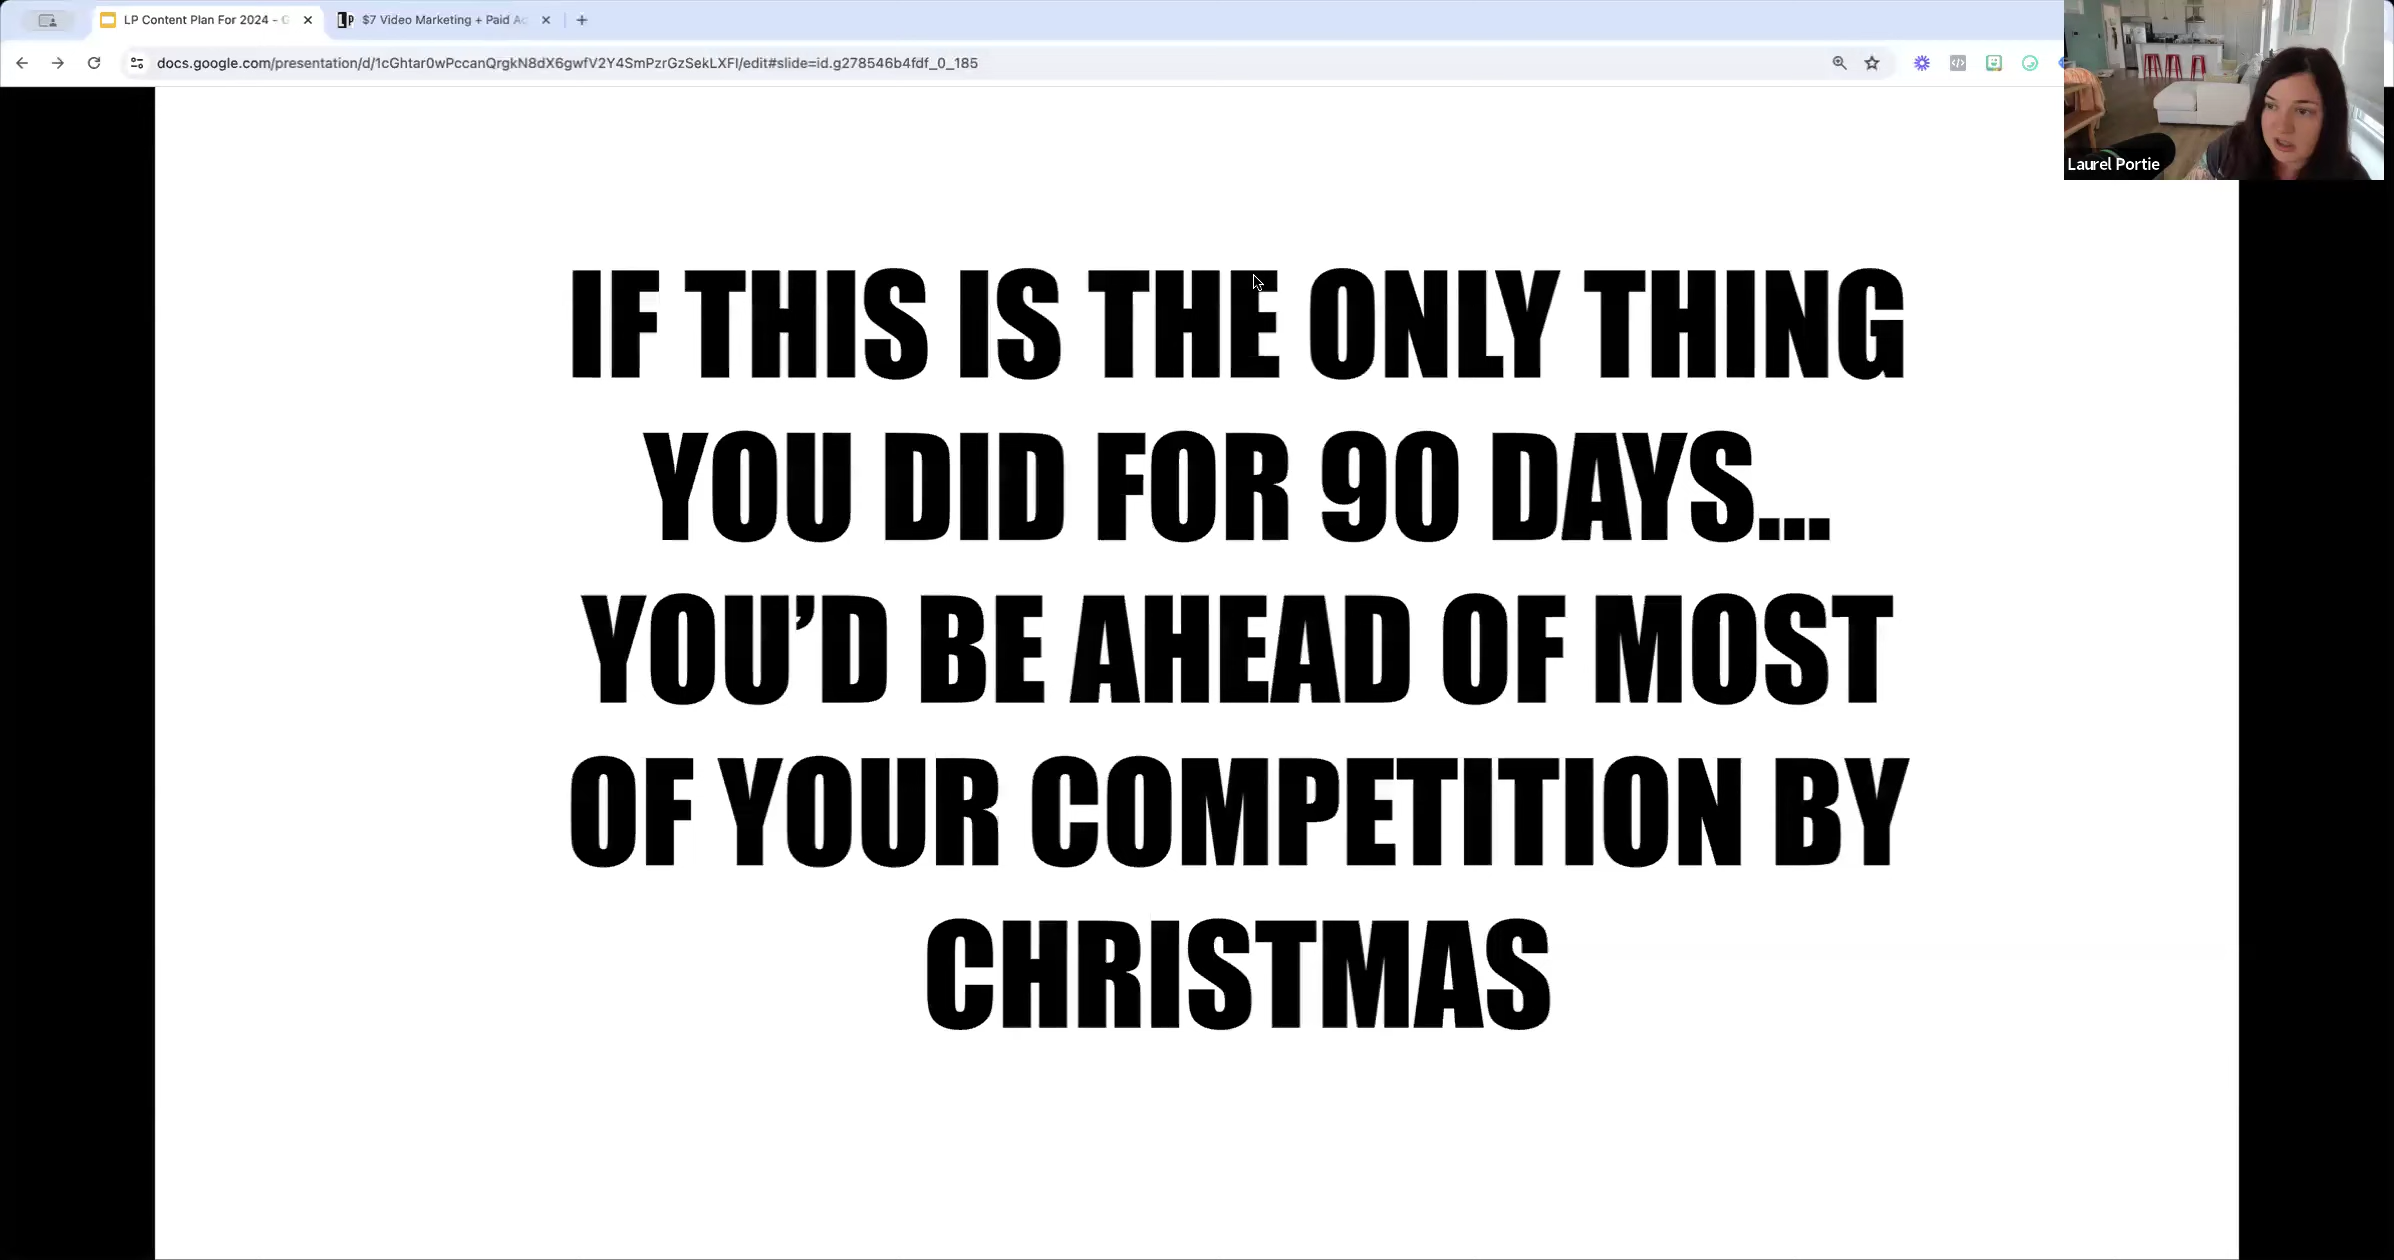 LP Content Plan For 2024 - G
$7 Video Marketing + Paid Ad
docs.google.com/presentation/d/1cGhtar0wPccanQrgkN8dX6gwfV2Y4SmPzrGzSekLXFI/edit#slide=id.g278546b4fdf_0_185
Laurel Portie
IF THIS IS THE ONLY THING
YOU DID FOR 90 DAYS...
YOU’D BE AHEAD OF MOST
OF YOUR COMPETITION BY
CHRISTMAS